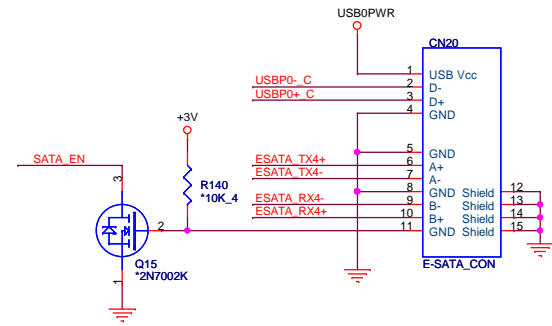 USB0PWR
CN20
1 USB Vcc
USBP0-_C 2 D-
USBP0+_C 3 D+
4 GND
+3V
5 GND
SATA_EN
ESATA_TX4+ 6 A+
ESATA_TX4- 7 A-
8 GND Shield 12
ESATA_RX4- 9 B- Shield 13
ESATA_RX4+ 10 B+ Shield 14
11 GND Shield 15
E-SATA_CON
R140
*10K_4
3
2
1
Q15
*2N7002K